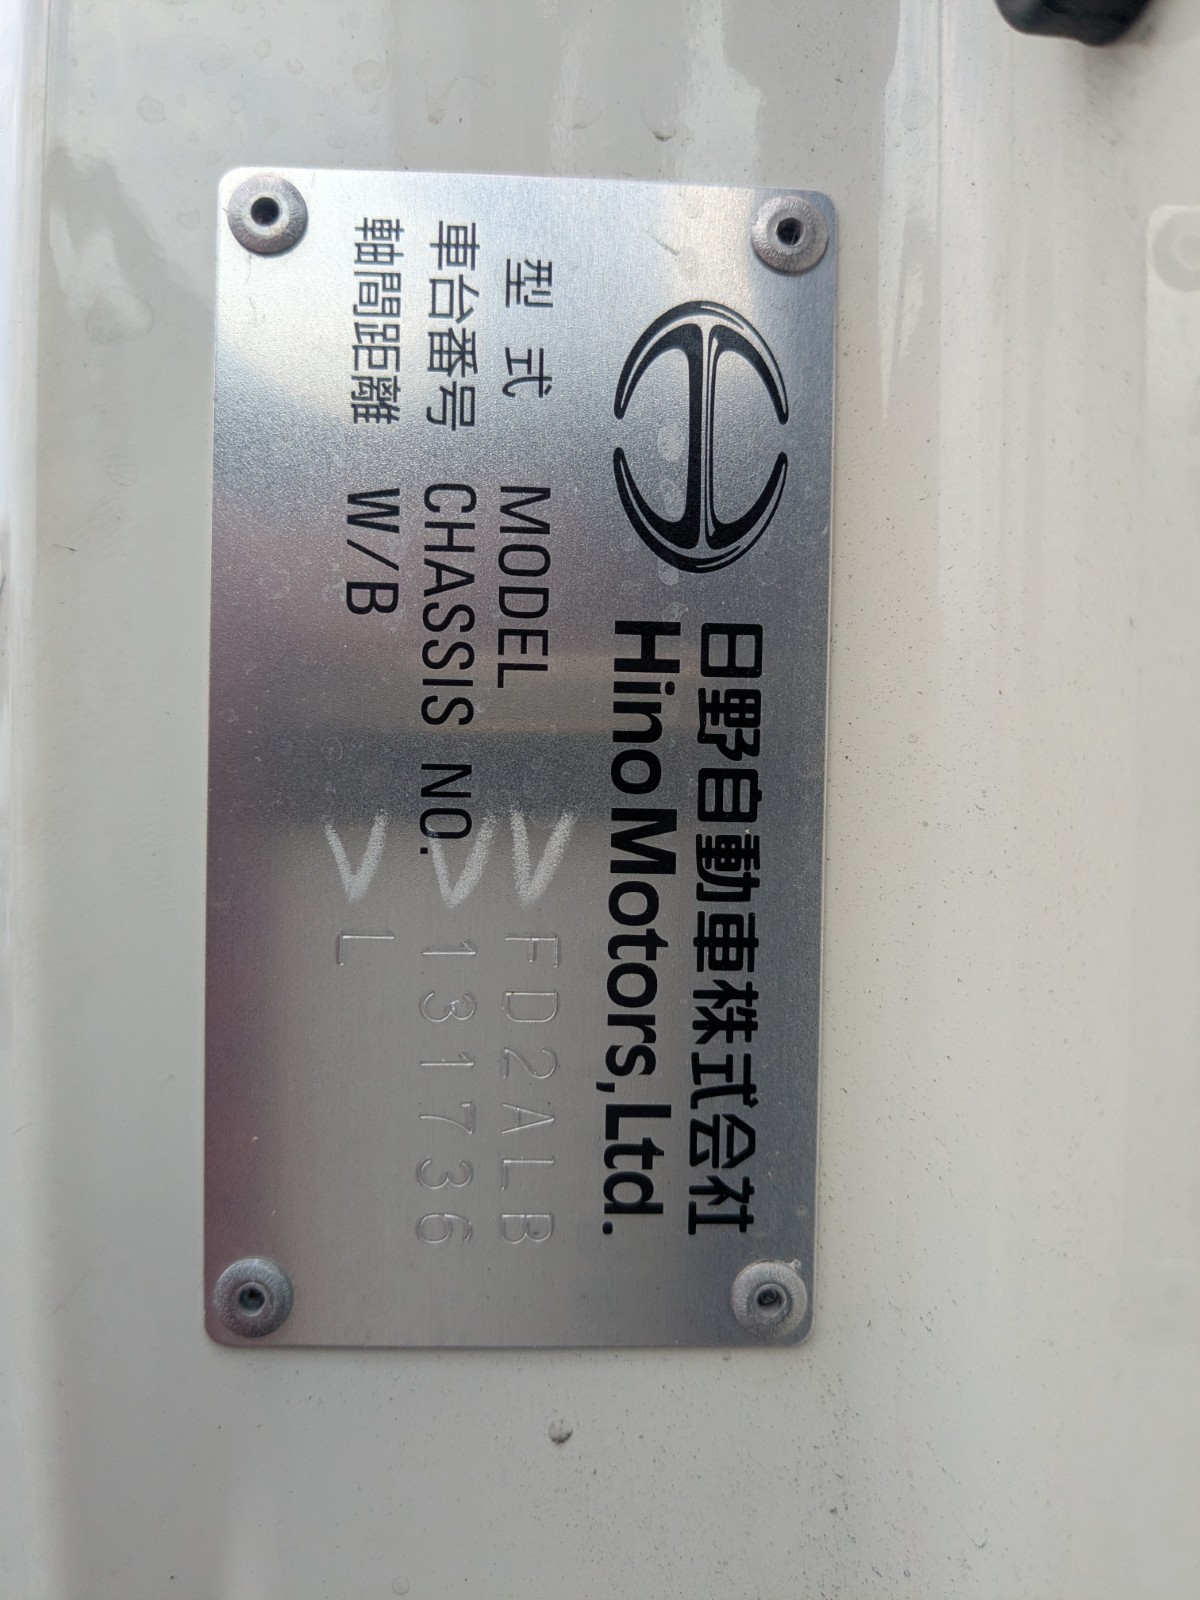 日野自動車株式会社
Hino Motors, Ltd.
型式 MODEL FD2ALB
車台番号 CHASSIS NO. 131736
軸間距離 W/B L